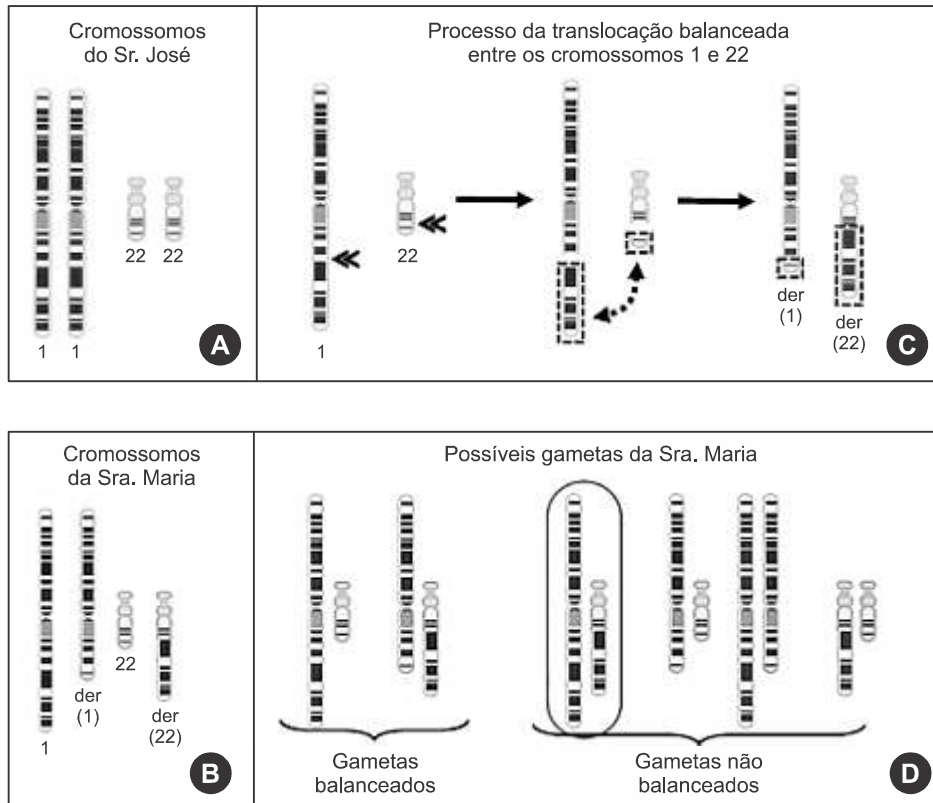 Cromossomos
do Sr. José
1 1
22 22
A
Processo da translocação balanceada
entre os cromossomos 1 e 22
1
22
der
(1)
der
(22)
C
Cromossomos
da Sra. Maria
1
der
(1)
22
der
(22)
B
Possíveis gametas da Sra. Maria
Gametas
balanceados
Gametas não
balanceados
D